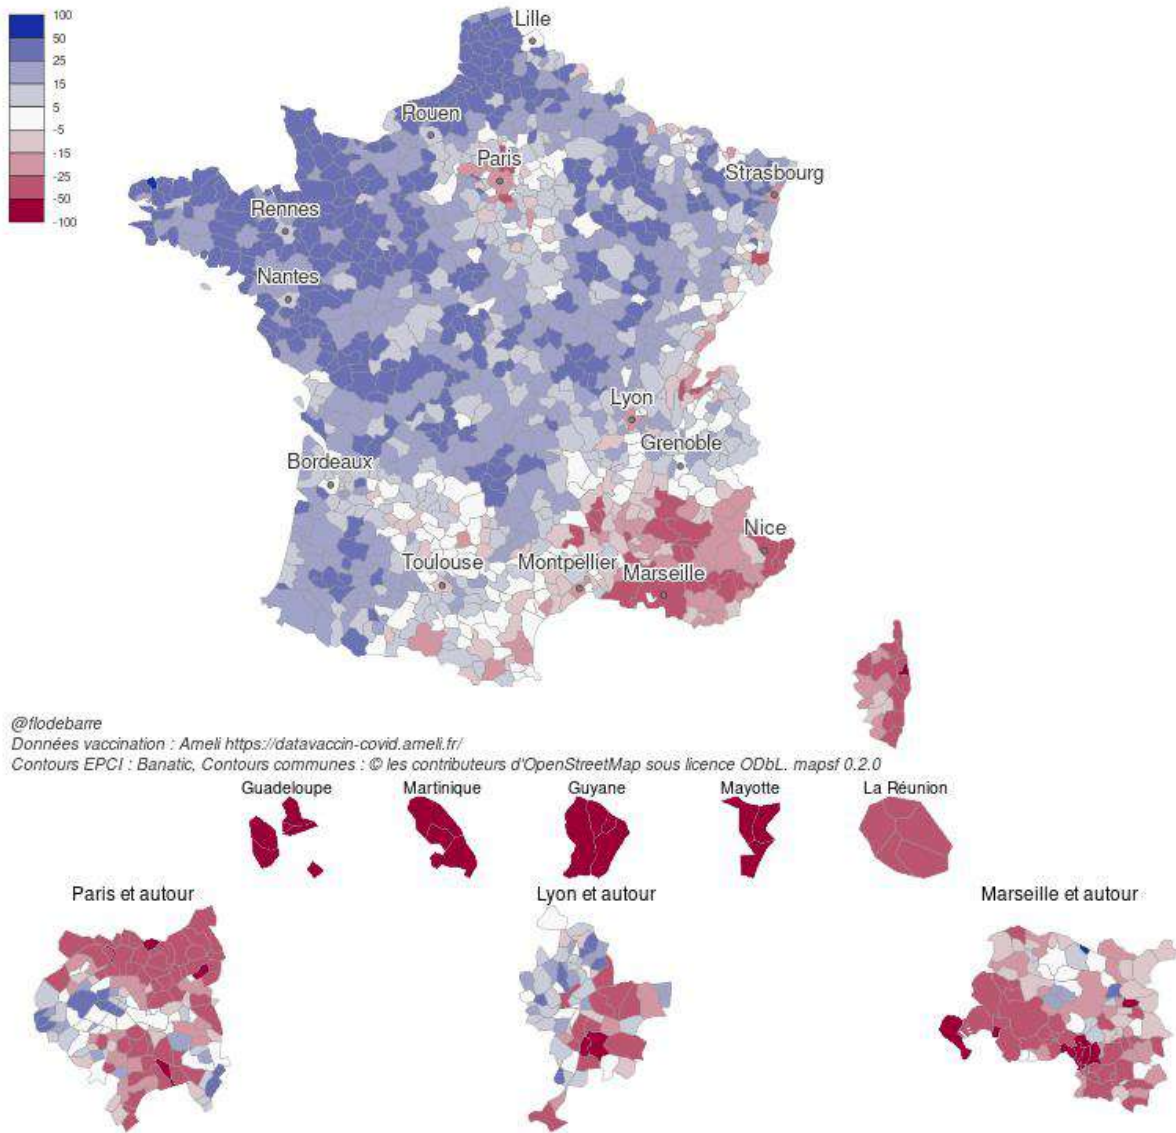 100
50
25
15
5
-5
-15
-25
-50
-100
Lille
Rouen
Paris
Strasbourg
Rennes
Nantes
Lyon
Grenoble
Bordeaux
Nice
Toulouse
Montpellier
Marseille
@flodebarre
Données vaccination : Ameli https://datavaccin-covid.ameli.fr/
Contours EPCI : Banatic, Contours communes : © les contributeurs d'OpenStreetMap sous licence ODbL. mapsf 0.2.0
Guadeloupe
Martinique
Guyane
Mayotte
La Réunion
Paris et autour
Lyon et autour
Marseille et autour